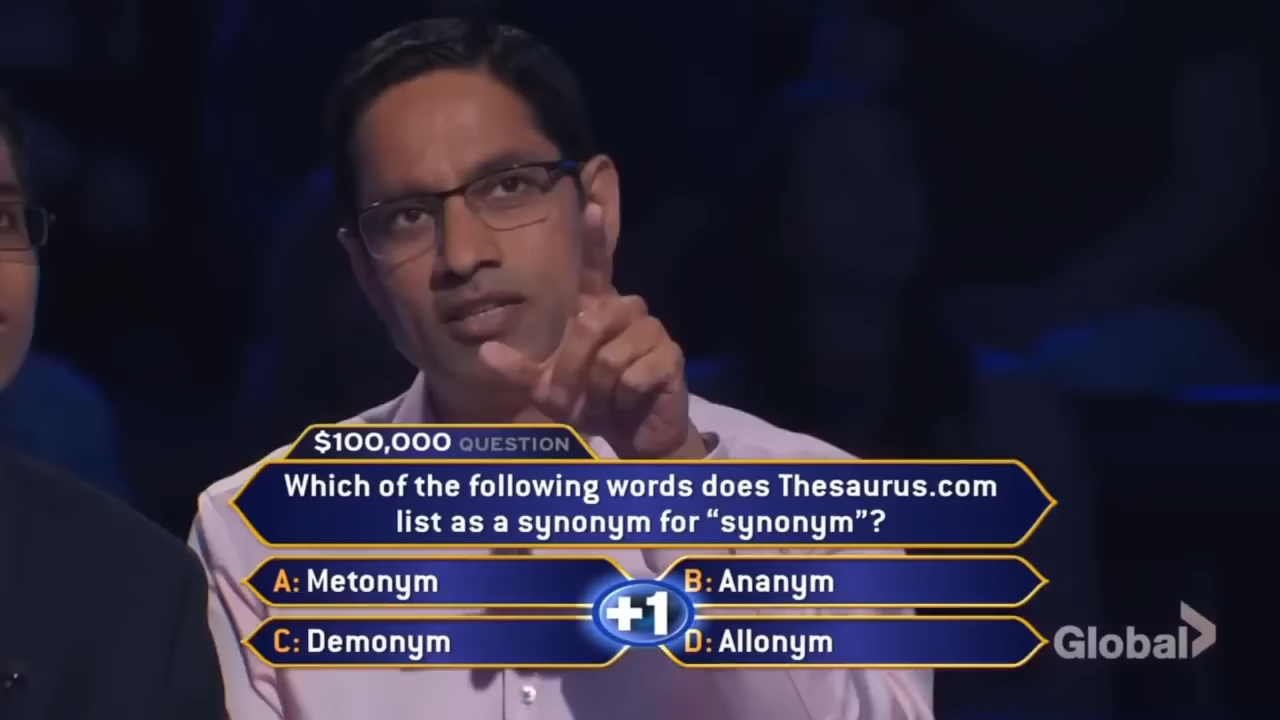 $100,000 QUESTION
Which of the following words does Thesaurus.com
list as a synonym for “synonym”?
A: Metonym
B: Ananym
+1
C: Demonym
D: Allonym
Global